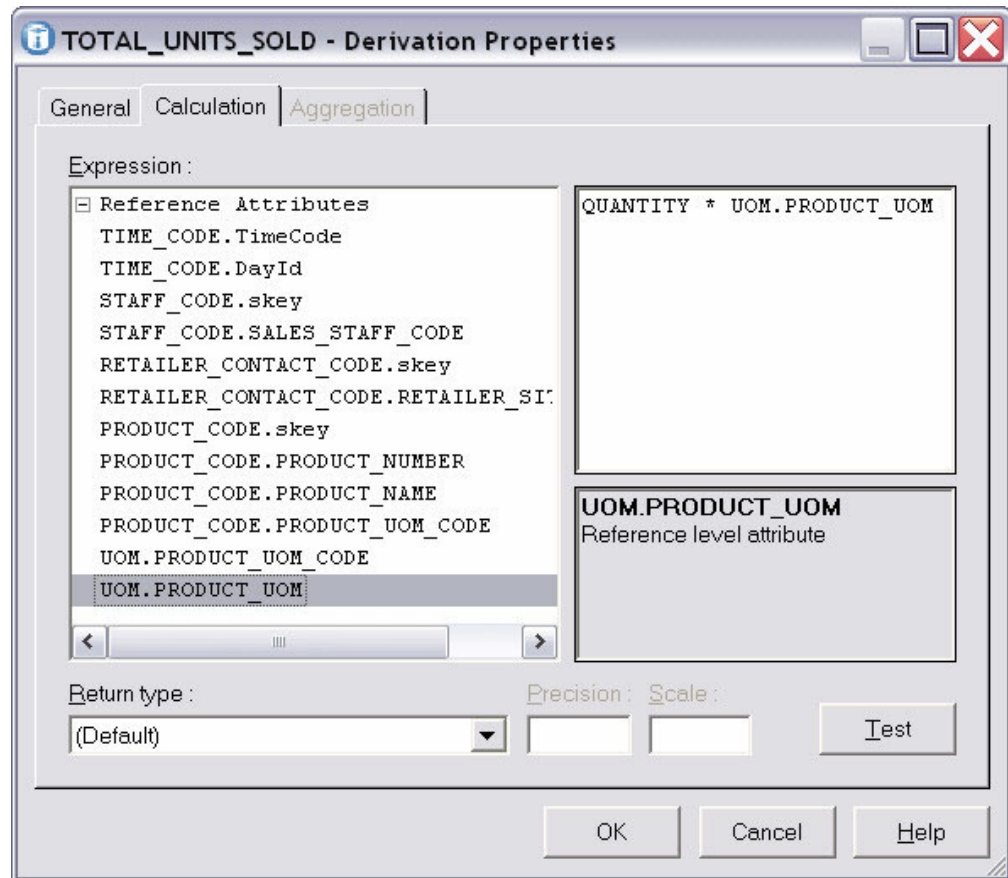 TOTAL_UNITS_SOLD - Derivation Properties
General
Calculation
Aggregation
Expression :
Reference Attributes
TIME_CODE.TimeCode
TIME_CODE.DayId
STAFF_CODE.skey
STAFF_CODE.SALES_STAFF_CODE
RETAILER_CONTACT_CODE.skey
RETAILER_CONTACT_CODE.RETAILER_SIT
PRODUCT_CODE.skey
PRODUCT_CODE.PRODUCT_NUMBER
PRODUCT_CODE.PRODUCT_NAME
PRODUCT_CODE.PRODUCT_UOM_CODE
UOM.PRODUCT_UOM_CODE
UOM.PRODUCT_UOM
QUANTITY * UOM.PRODUCT_UOM
UOM.PRODUCT_UOM
Reference level attribute
Return type :
Precision :
Scale :
(Default)
Test
OK
Cancel
Help